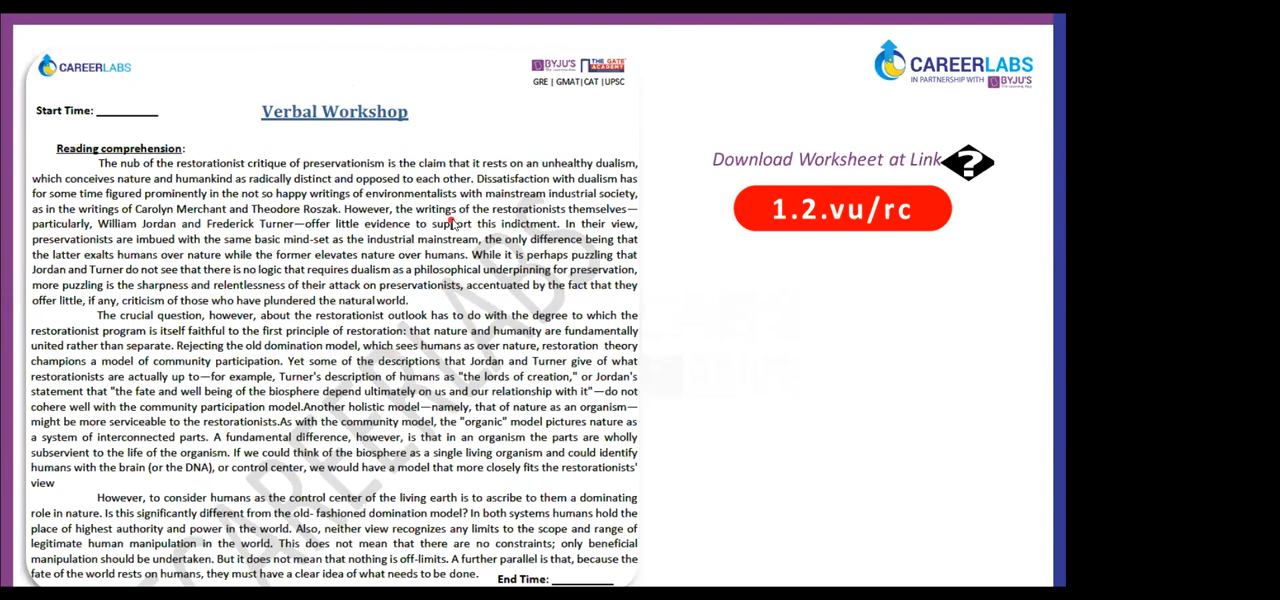 CAREERLABS
BYJU'S
THE GATE
ACADEMY
GRE | GMAT|CAT |UPSC
Start Time: __________
Verbal Workshop
Reading comprehension:
The nub of the restorationist critique of preservationism is the claim that it rests on an unhealthy dualism,
which conceives nature and humankind as radically distinct and opposed to each other. Dissatisfaction with dualism has
for some time figured prominently in the not so happy writings of environmentalists with mainstream industrial society,
as in the writings of Carolyn Merchant and Theodore Roszak. However, the writings of the restorationists themselves—
particularly, William Jordan and Frederick Turner—offer little evidence to support this indictment. In their view,
preservationists are imbued with the same basic mind-set as the industrial mainstream, the only difference being that
the latter exalts humans over nature while the former elevates nature over humans. While it is perhaps puzzling that
Jordan and Turner do not see that there is no logic that requires dualism as a philosophical underpinning for preservation,
more puzzling is the sharpness and relentlessness of their attack on preservationists, accentuated by the fact that they
offer little, if any, criticism of those who have plundered the natural world.
The crucial question, however, about the restorationist outlook has to do with the degree to which the
restorationist program is itself faithful to the first principle of restoration: that nature and humanity are fundamentally
united rather than separate. Rejecting the old domination model, which sees humans as over nature, restoration theory
champions a model of community participation. Yet some of the descriptions that Jordan and Turner give of what
restorationists are actually up to—for example, Turner's description of humans as "the lords of creation," or Jordan's
statement that "the fate and well being of the biosphere depend ultimately on us and our relationship with it"—do not
cohere well with the community participation model.Another holistic model—namely, that of nature as an organism—
might be more serviceable to the restorationists.As with the community model, the "organic" model pictures nature as
a system of interconnected parts. A fundamental difference, however, is that in an organism the parts are wholly
subservient to the life of the organism. If we could think of the biosphere as a single living organism and could identify
humans with the brain (or the DNA), or control center, we would have a model that more closely fits the restorationists'
view
However, to consider humans as the control center of the living earth is to ascribe to them a dominating
role in nature. Is this significantly different from the old- fashioned domination model? In both systems humans hold the
place of highest authority and power in the world. Also, neither view recognizes any limits to the scope and range of
legitimate human manipulation in the world. This does not mean that there are no constraints; only beneficial
manipulation should be undertaken. But it does not mean that nothing is off-limits. A further parallel is that, because the
fate of the world rests on humans, they must have a clear idea of what needs to be done.
End Time: __________
CAREERLABS
CAREERLABS
IN PARTNERSHIP WITH BYJU'S
Download Worksheet at Link
1.2.vu/rc